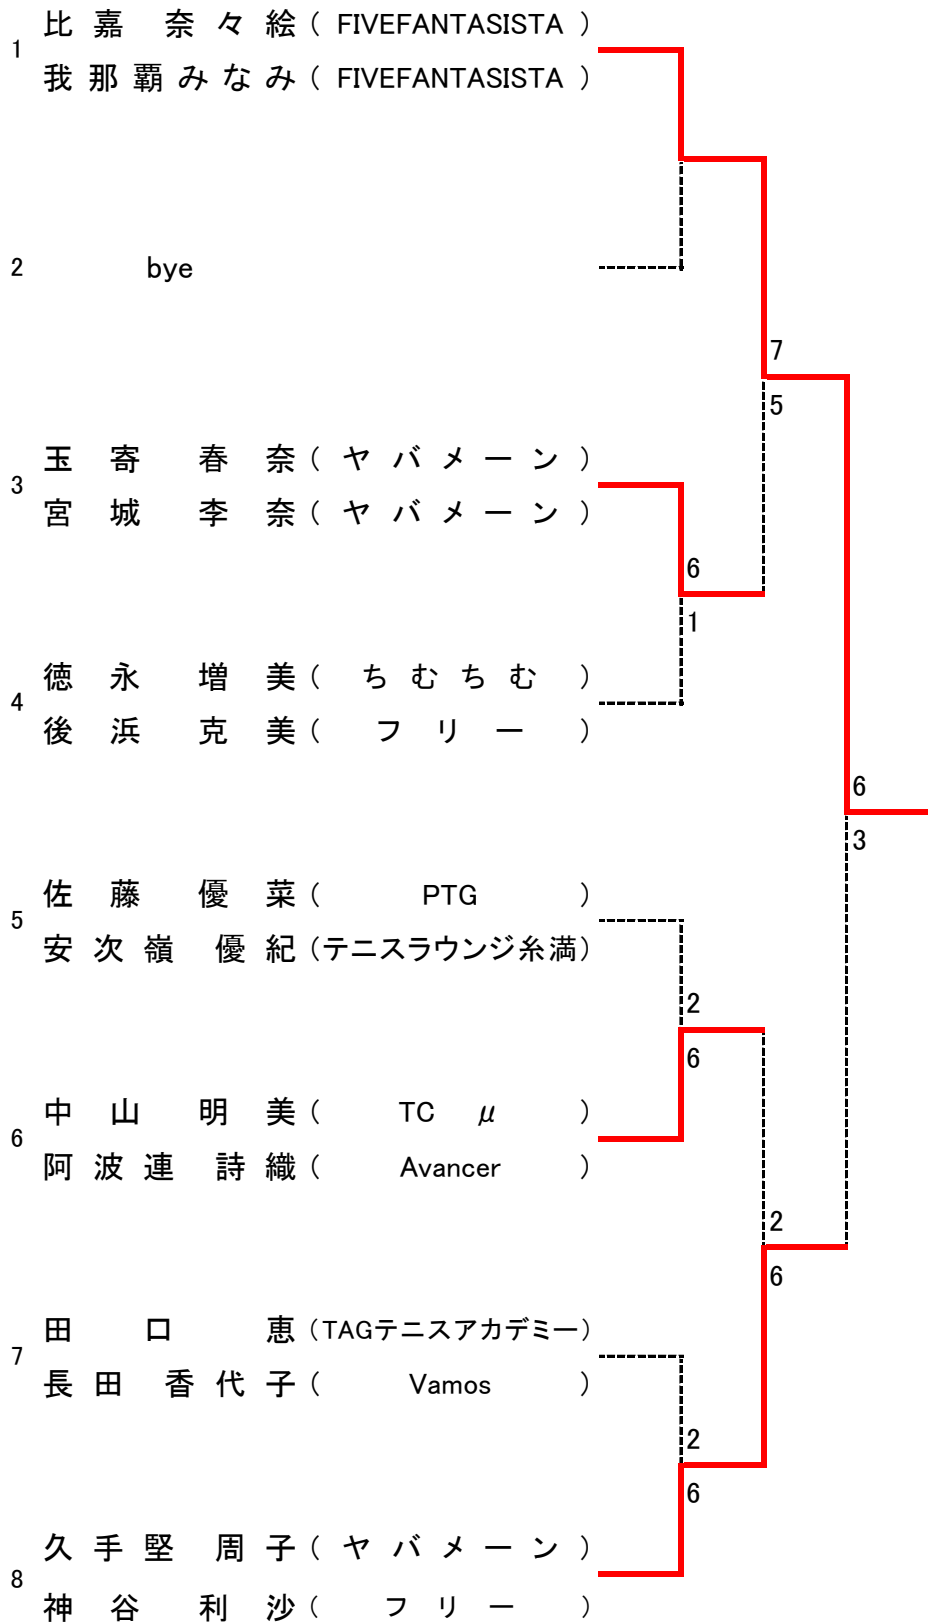 比嘉 奈々絵( FIVEFANTASISTA )
1
我那覇みなみ( FIVEFANTASISTA )
2 bye
7
5
玉寄 春奈( ヤバメーン )
3
宮城 李奈( ヤバメーン )
6
1
徳永 増美( ちむちむ )
4
後浜 克美( フリー )
6
3
佐藤 優菜( PTG )
5
安次嶺 優紀(テニスラウンジ糸満)
2
6
中山 明美( TC μ )
6
阿波連 詩織( Avancer )
2
6
田口 恵(TAGテニスアカデミー)
7
長田 香代子( Vamos )
2
6
久手堅 周子( ヤバメーン )
8
神谷 利沙( フリー )